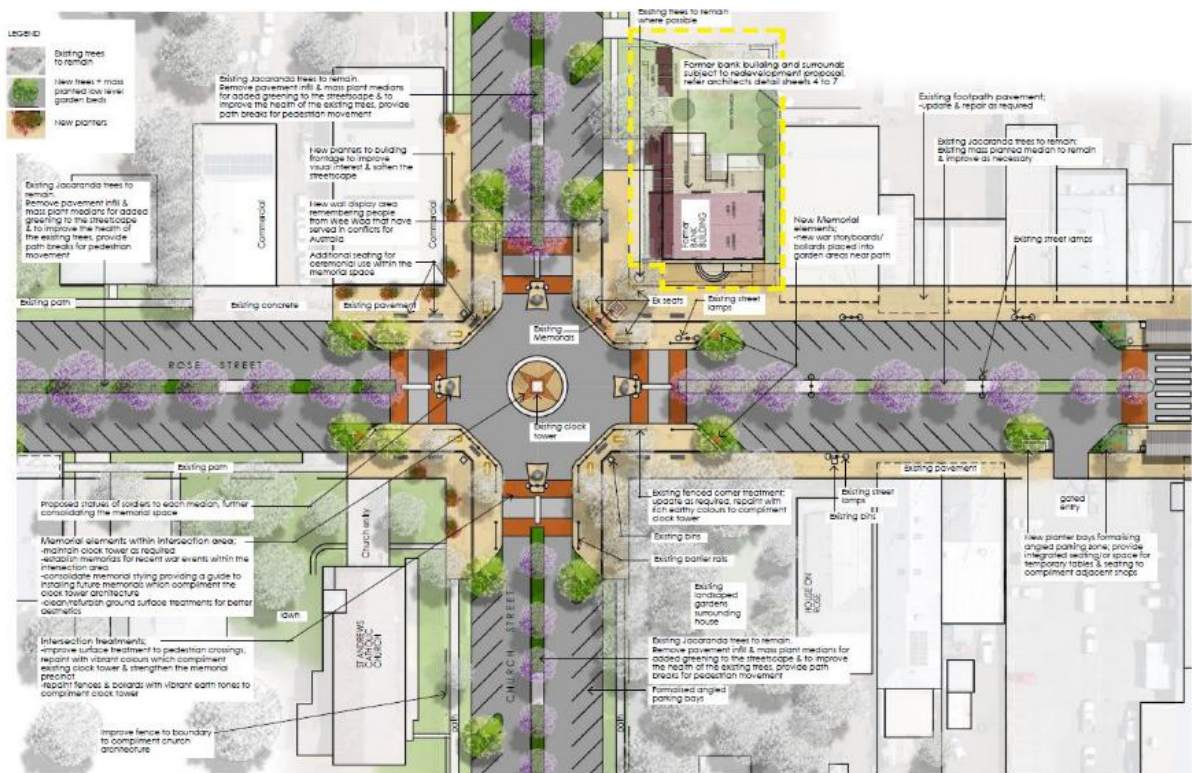 LEGEND
Existing trees
to remain
New trees + mass
planted low level
garden beds
New planters
Existing Jacaranda trees to remain.
Remove pavement infill & mass plant medians
for added greening to the streetscape & to
improve the health of the existing trees, provide
path breaks for pedestrian movement
Existing trees to remain
where possible
Former bank building and surrounds
subject to redevelopment proposal,
refer architects detail sheets 4 to 7
Existing footpath pavement;
-update & repair as required
Existing Jacaranda trees to remain;
Existing mass planted median to remain
& improve as necessary
New planters to building
frontage to improve
visual interest & soften the
streetscape
Existing Jacaranda trees to
remain.
Remove pavement infill &
mass plant medians for added
greening to the streetscape
& to improve the health of
the existing trees, provide
path breaks for pedestrian
movement
Commercial
Commercial
New wall display area
remembering people
from Wee Waa that have
served in conflicts for
Australia
Additional seating for
ceremonial use within the
memorial space
Former
BANK
BUILDING
New Memorial
elements;
-new war storyboards/
bollards placed into
garden areas near path
Existing street lamps
Existing path
Existing concrete
Existing pavement
Ex seats
Existing street
lamps
Existing
Memorials
ROSE STREET
Existing clock
tower
Existing path
Existing pavement
Proposed statues of soldiers to each median, further
consolidating the memorial space
Existing fenced corner treatment;
update as required, repaint with
rich earthy colours to compliment
clock tower
Existing street
lamps
Existing bins
gated
entry
Memorial elements within intersection area;
-maintain clock tower as required
-establish memorials for recent war events within the
intersection area
-consolidate memorial styling providing a guide to
installing future memorials which compliment the
clock tower architecture
-clean/refurbish ground surface treatments for better
aesthetics
Church entry
Existing bins
Existing barrier rails
New planter bays formalising
angled parking zone; provide
integrated seating/or space for
temporary tables & seating to
compliment adjacent shops
Existing
landscaped
gardens
surrounding
house
HOUSE ON
ROSE
lawn
Intersection treatments;
-improve surface treatment to pedestrian crossings,
repaint with vibrant colours which compliment
existing clock tower & strengthen the memorial
precinct
-repaint fences & bolards with vibrant earth tones to
compliment clock tower
ST ANDREWS
CATHOLIC
CHURCH
CHURCH STREET
Existing Jacaranda trees to remain.
Remove pavement infill & mass plant medians for
added greening to the streetscape & to improve
the health of the existing trees, provide path
breaks for pedestrian movement
Formalised angled
parking bays
Improve fence to boundary
to compliment church
architecture
path
path